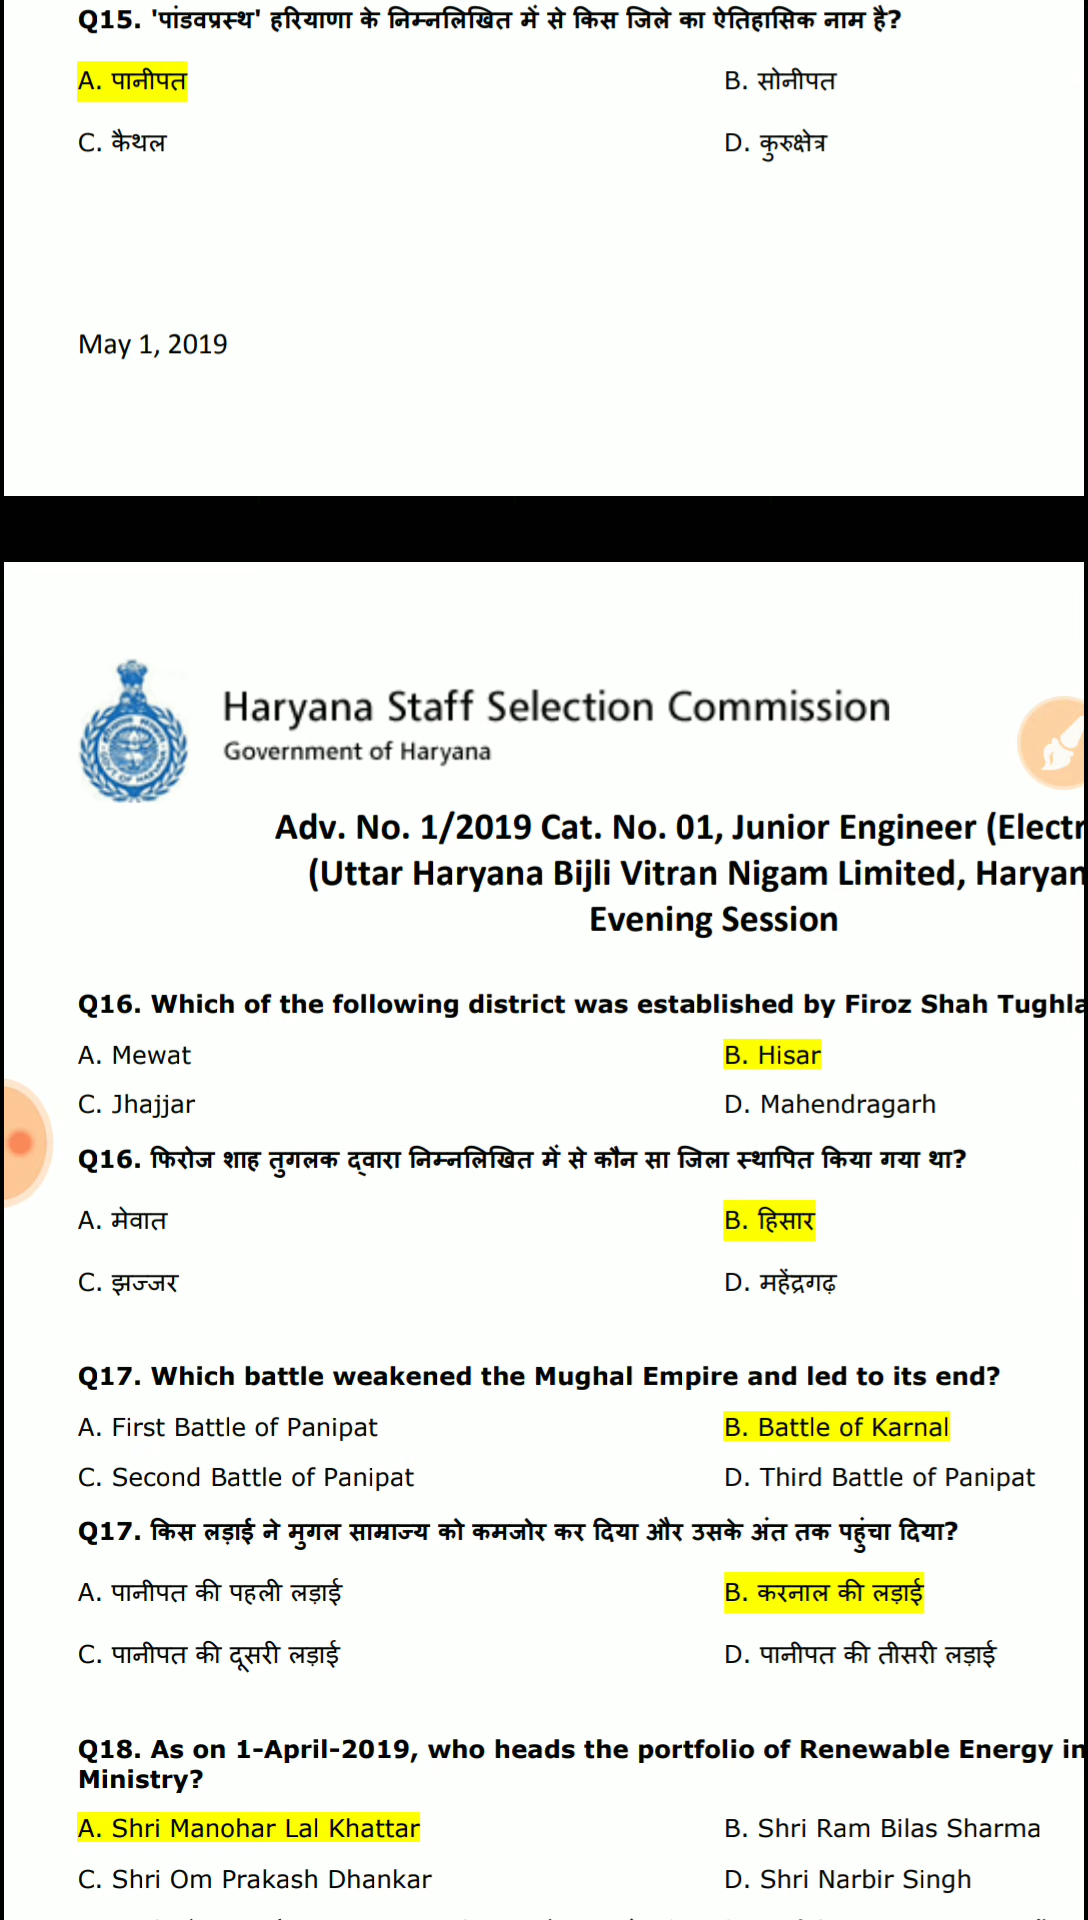 Q15. 'पांडवप्रस्थ' हरियाणा के निम्नलिखित में से किस जिले का ऐतिहासिक नाम है?
A. पानीपत B. सोनीपत
C. कैथल D. कुरुक्षेत्र
May 1, 2019
Haryana Staff Selection Commission
Government of Haryana
Adv. No. 1/2019 Cat. No. 01, Junior Engineer (Electr
(Uttar Haryana Bijli Vitran Nigam Limited, Haryan
Evening Session
Q16. Which of the following district was established by Firoz Shah Tughla
A. Mewat B. Hisar
C. Jhajjar D. Mahendragarh
Q16. फिरोज शाह तुगलक द्वारा निम्नलिखित में से कौन सा जिला स्थापित किया गया था?
A. मेवात B. हिसार
C. झज्जर D. महेंद्रगढ़
Q17. Which battle weakened the Mughal Empire and led to its end?
A. First Battle of Panipat B. Battle of Karnal
C. Second Battle of Panipat D. Third Battle of Panipat
Q17. किस लड़ाई ने मुगल साम्राज्य को कमजोर कर दिया और उसके अंत तक पहुंचा दिया?
A. पानीपत की पहली लड़ाई B. करनाल की लड़ाई
C. पानीपत की दूसरी लड़ाई D. पानीपत की तीसरी लड़ाई
Q18. As on 1-April-2019, who heads the portfolio of Renewable Energy in
Ministry?
A. Shri Manohar Lal Khattar B. Shri Ram Bilas Sharma
C. Shri Om Prakash Dhankar D. Shri Narbir Singh